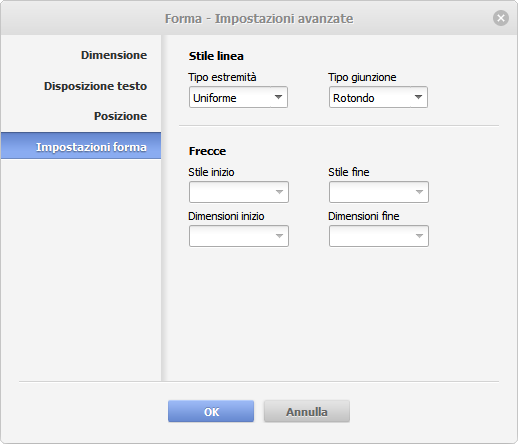 Forma - Impostazioni avanzate
Dimensione
Disposizione testo
Posizione
Impostazioni forma
Stile linea
Tipo estremità
Tipo giunzione
Uniforme
Rotondo
Frecce
Stile inizio
Stile fine
Dimensioni inizio
Dimensioni fine
OK
Annulla